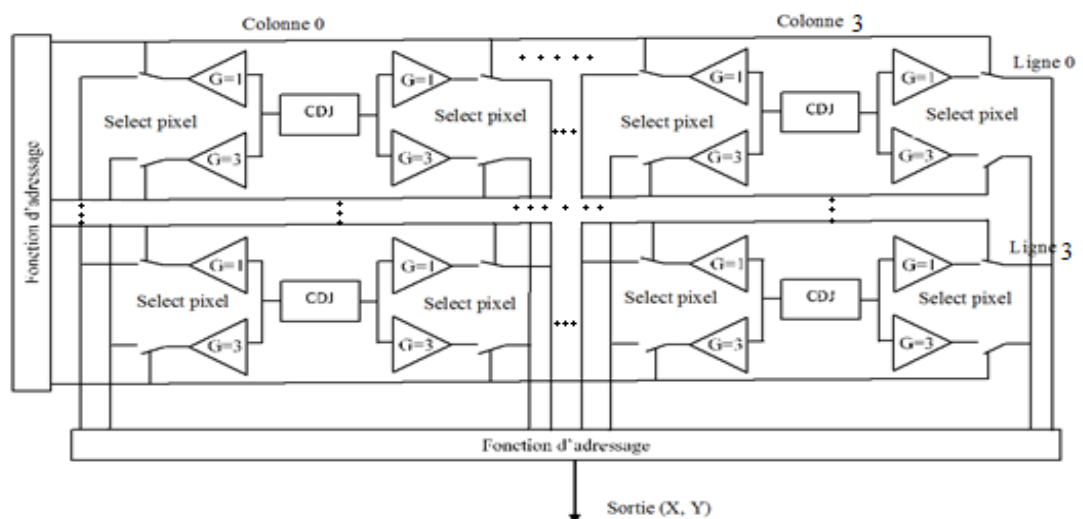 Colonne 0
Colonne 3
Ligne 0
G=1
G=1
G=1
G=1
CDJ
CDJ
Select pixel
Select pixel
Select pixel
Select pixel
G=3
G=3
G=3
G=3
Fonction d'adressage
Ligne 3
G=1
G=1
G=1
G=1
CDJ
CDJ
Select pixel
Select pixel
Select pixel
Select pixel
G=3
G=3
G=3
G=3
Fonction d'adressage
Sortie (X, Y)